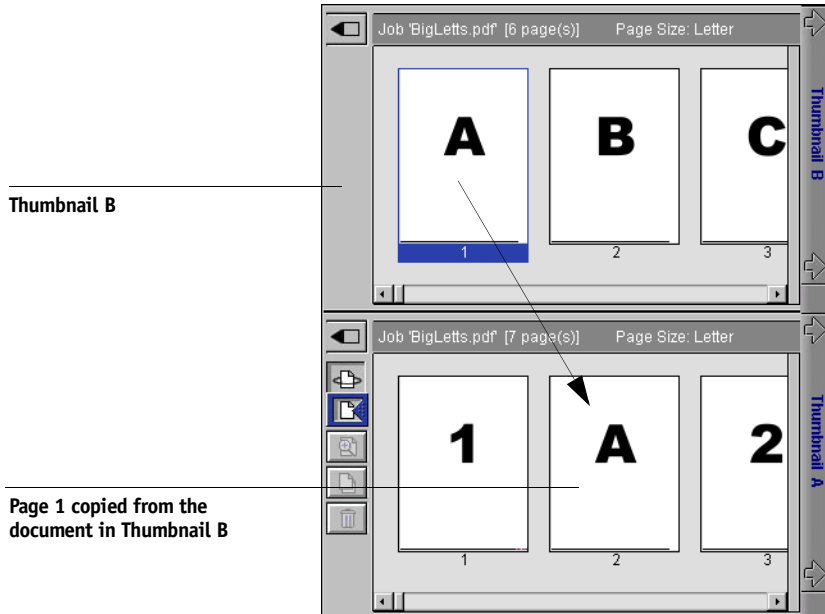 Job 'BigLetts.pdf' [6 page(s)] Page Size: Letter
A B C
1 2 3
Thumbnail B
Thumbnail B
Job 'BigLetts.pdf' [7 page(s)] Page Size: Letter
1 A 2
1 2 3
Thumbnail A
Page 1 copied from the
document in Thumbnail B